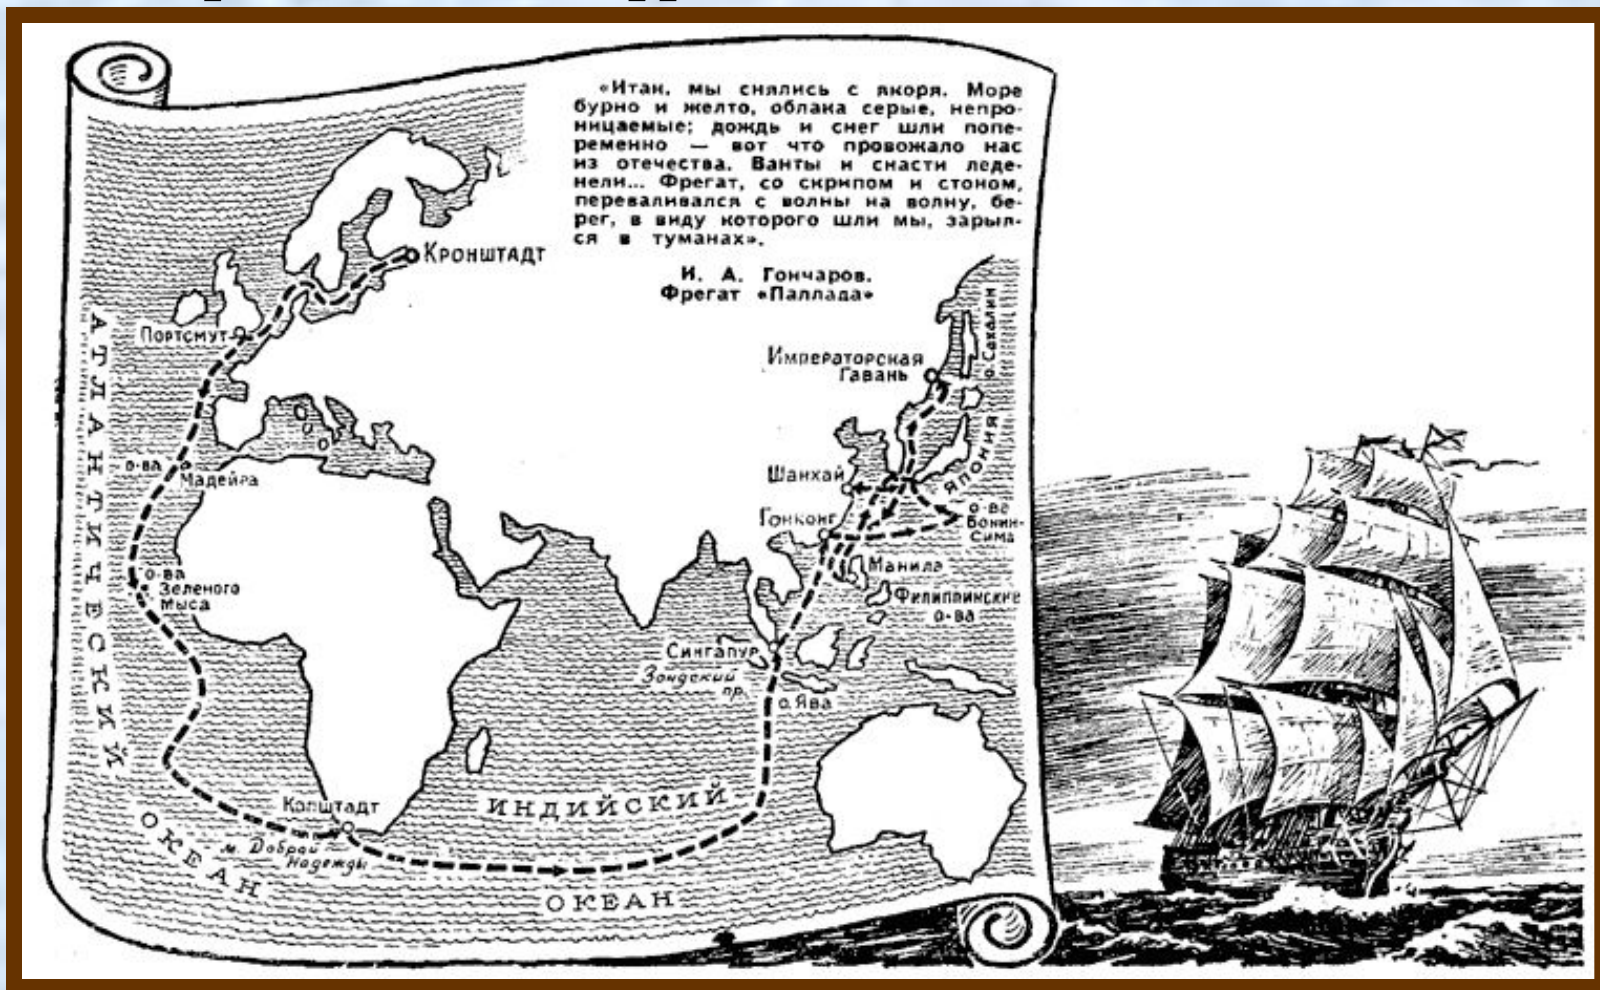 «Итак, мы снялись с якоря. Море
бурно и желто, облака серые, непро-
ницаемые; дождь и снег шли попе-
ременно — вот что провожало нас
из отечества. Ванты и снасти леде-
нели... Фрегат, со скрипом и стоном,
переваливался с волны на волну, бе-
рег, в виду которого шли мы, зарыл-
ся в туманах».
И. А. Гончаров.
Фрегат «Паллада»
Кронштадт
Портсмут
АТЛАНТИЧЕСКИЙ
ОКЕАН
о-ва
Мадейра
о-ва
Зеленого
Мыса
Капштадт
м. Доброй
Надежды
ИНДИЙСКИЙ
ОКЕАН
Императорская
Гавань
о. Сахалин
Япония
Шанхай
Гонконг
о-ва
Бонин-
Сима
Манила
Филиппинские
о-ва
Сингапур
Зондский
пр.
о. Ява